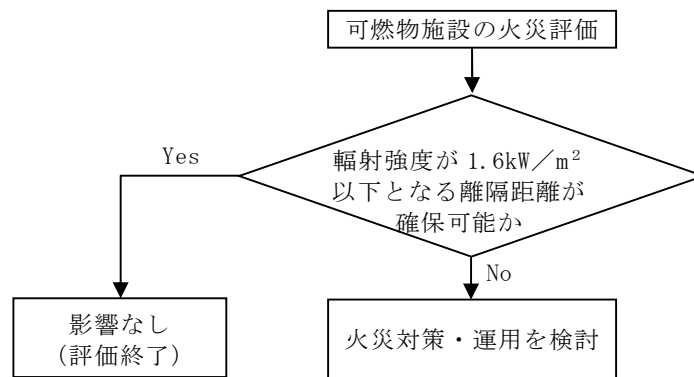 可燃物施設の火災評価
Yes
輻射強度が 1.6kW／m²
以下となる離隔距離が
確保可能か
No
影響なし
(評価終了)
火災対策・運用を検討